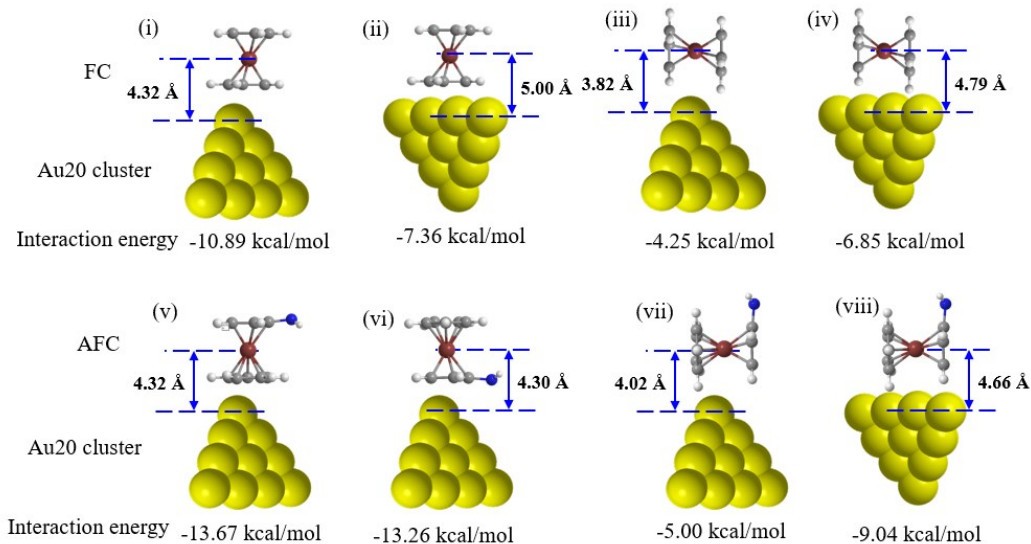 (i) (ii) (iii) (iv)
FC
4.32 Å 5.00 Å 3.82 Å 4.79 Å
Au20 cluster
Interaction energy -10.89 kcal/mol -7.36 kcal/mol -4.25 kcal/mol -6.85 kcal/mol
(v) (vi) (vii) (viii)
AFC
4.32 Å 4.30 Å 4.02 Å 4.66 Å
Au20 cluster
Interaction energy -13.67 kcal/mol -13.26 kcal/mol -5.00 kcal/mol -9.04 kcal/mol